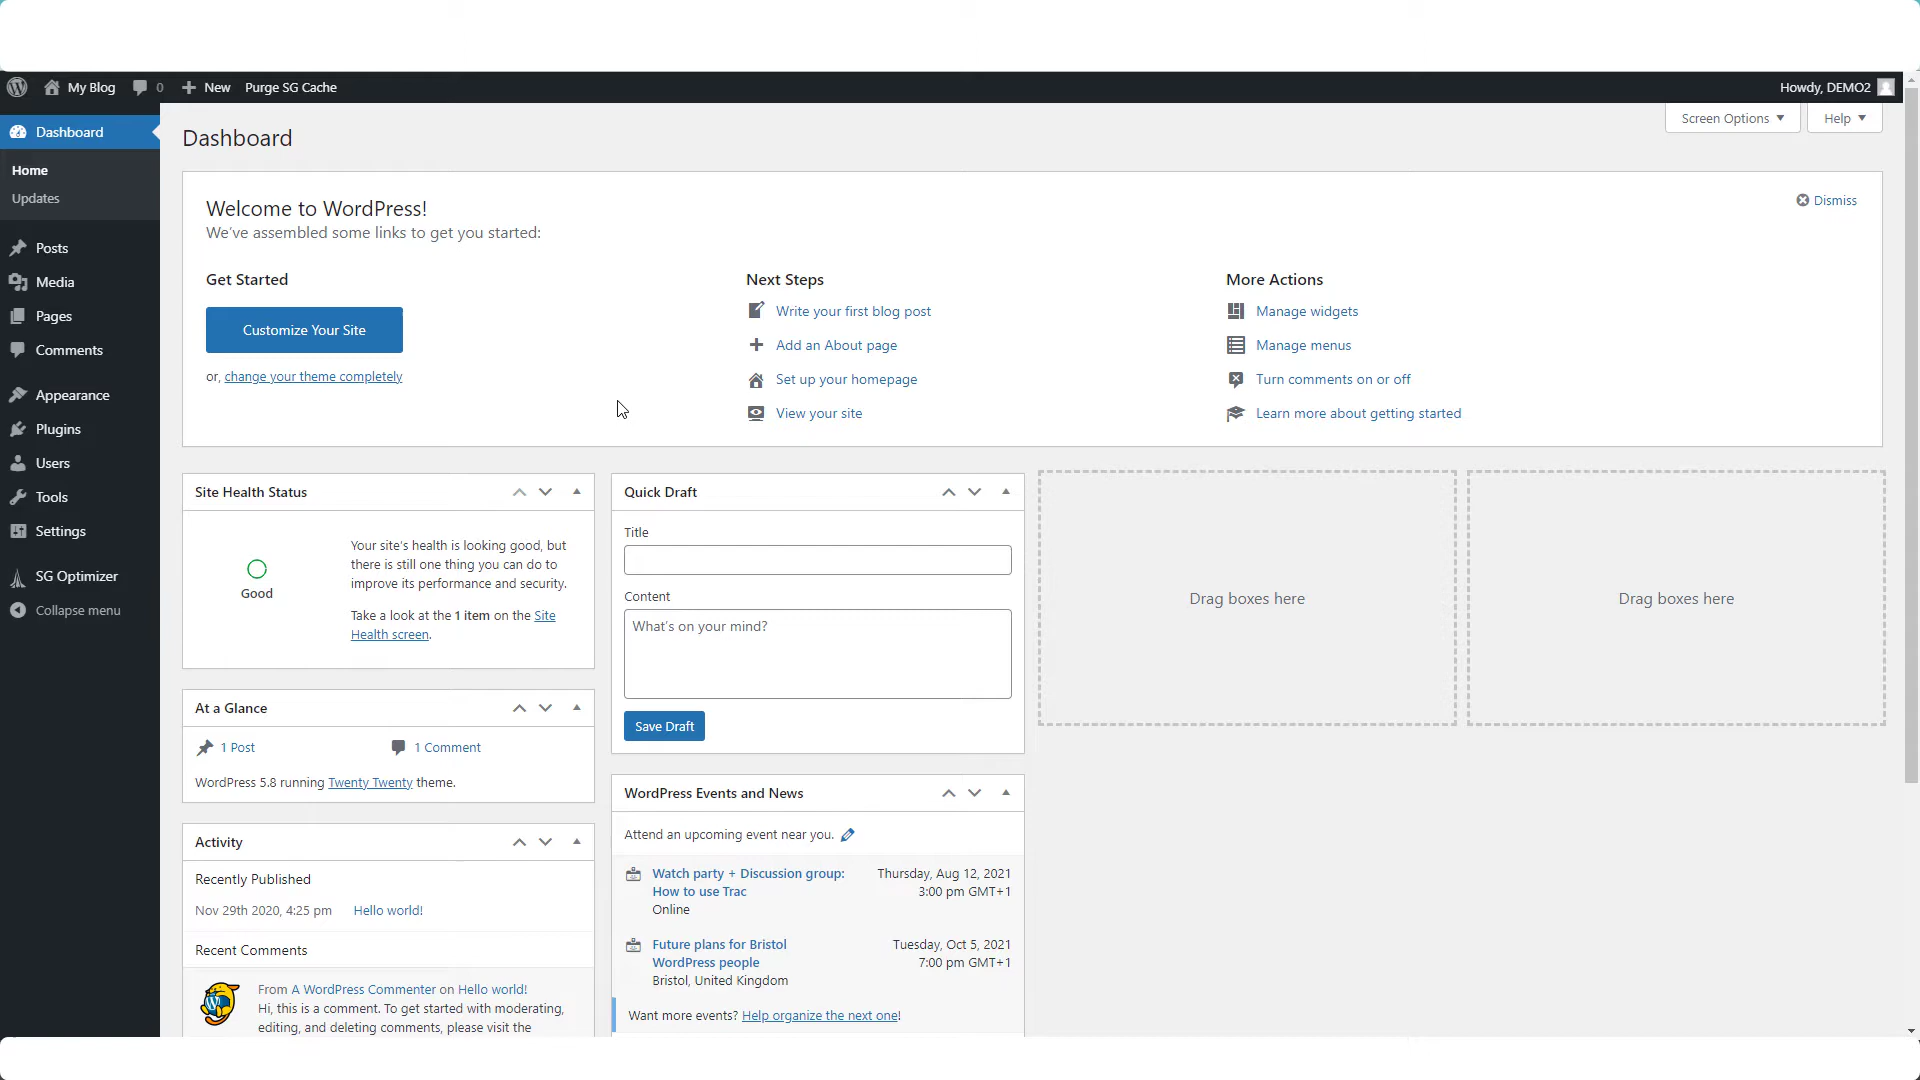 My Blog 0 New Purge SG Cache Howdy, DEMO2
Dashboard
Home
Updates
Posts
Media
Pages
Comments
Appearance
Plugins
Users
Tools
Settings
SG Optimizer
Collapse menu
Screen Options Help
Dashboard
Dismiss
Welcome to WordPress!
We've assembled some links to get you started:
Get Started
Customize Your Site
or, change your theme completely
Next Steps
Write your first blog post
Add an About page
Set up your homepage
View your site
More Actions
Manage widgets
Manage menus
Turn comments on or off
Learn more about getting started
Site Health Status
Good
Your site's health is looking good, but
there is still one thing you can do to
improve its performance and security.
Take a look at the 1 item on the Site
Health screen.
At a Glance
1 Post 1 Comment
WordPress 5.8 running Twenty Twenty theme.
Activity
Recently Published
Nov 29th 2020, 4:25 pm Hello world!
Recent Comments
From A WordPress Commenter on Hello world!
Hi, this is a comment. To get started with moderating,
editing, and deleting comments, please visit the
Quick Draft
Title
Content
What's on your mind?
Save Draft
WordPress Events and News
Attend an upcoming event near you.
Watch party + Discussion group: Thursday, Aug 12, 2021
How to use Trac 3:00 pm GMT+1
Online
Future plans for Bristol Tuesday, Oct 5, 2021
WordPress people 7:00 pm GMT+1
Bristol, United Kingdom
Want more events? Help organize the next one!
Drag boxes here
Drag boxes here